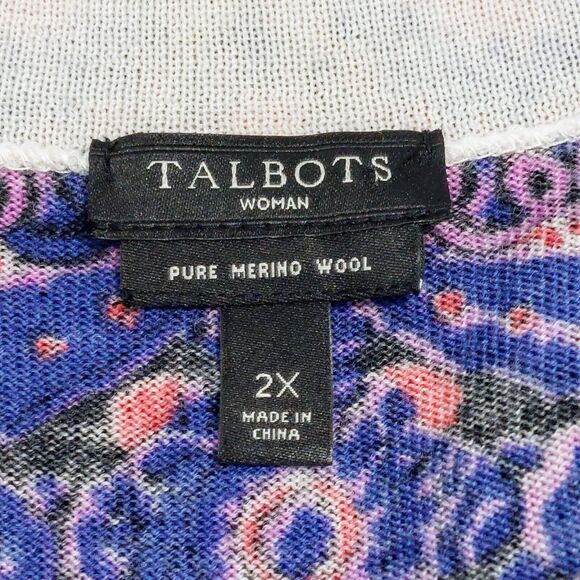 TALBOTS
WOMAN
PURE MERINO WOOL
2X
MADE IN
CHINA